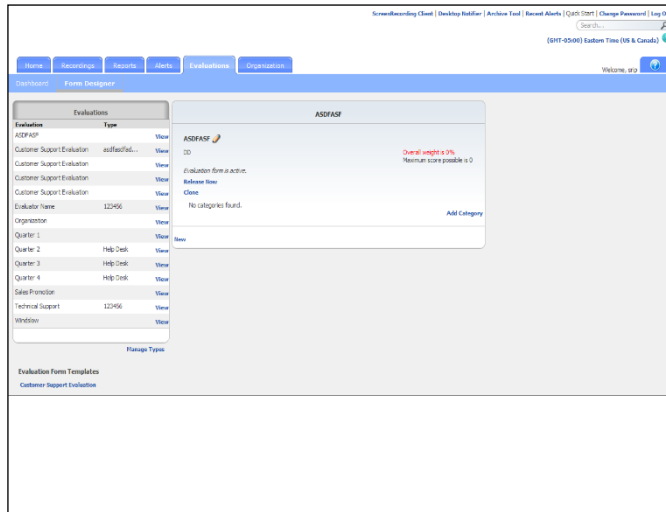 ScreenRecording Client | Desktop Notifier | Archive Tool | Recent Alerts | Quick Start | Change Password | Log O
Search...
(GMT-05:00) Eastern Time (US & Canada)
Home Recordings Reports Alerts Evaluations Organization
Welcome, srp
Dashboard Form Designer
Evaluations
Evaluation Type
ASDFASF View
Customer Support Evaluation asdfasdfasd... View
Customer Support Evaluation View
Customer Support Evaluation View
Customer Support Evaluation View
Evaluator Name 123456 View
Organization View
Quarter 1 View
Quarter 2 Help Desk View
Quarter 3 Help Desk View
Quarter 4 Help Desk View
Sales Promotion View
Technical Support 123456 View
Windslow View
Manage Types
Evaluation Form Templates
Customer Support Evaluation
ASDFASF
ASDFASF
DD
Overall weight is 0%
Maximum score possible is 0
Evaluation form is active.
Release Now
Clone
No categories found.
Add Category
New